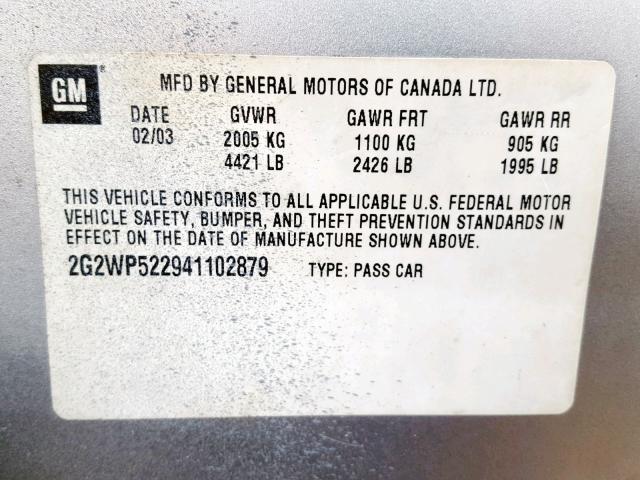 GM®
MFD BY GENERAL MOTORS OF CANADA LTD.
DATE GVWR GAWR FRT GAWR RR
02/03 2005 KG 1100 KG 905 KG
4421 LB 2426 LB 1995 LB
THIS VEHICLE CONFORMS TO ALL APPLICABLE U.S. FEDERAL MOTOR
VEHICLE SAFETY, BUMPER, AND THEFT PREVENTION STANDARDS IN
EFFECT ON THE DATE OF MANUFACTURE SHOWN ABOVE.
2G2WP522941102879 TYPE: PASS CAR